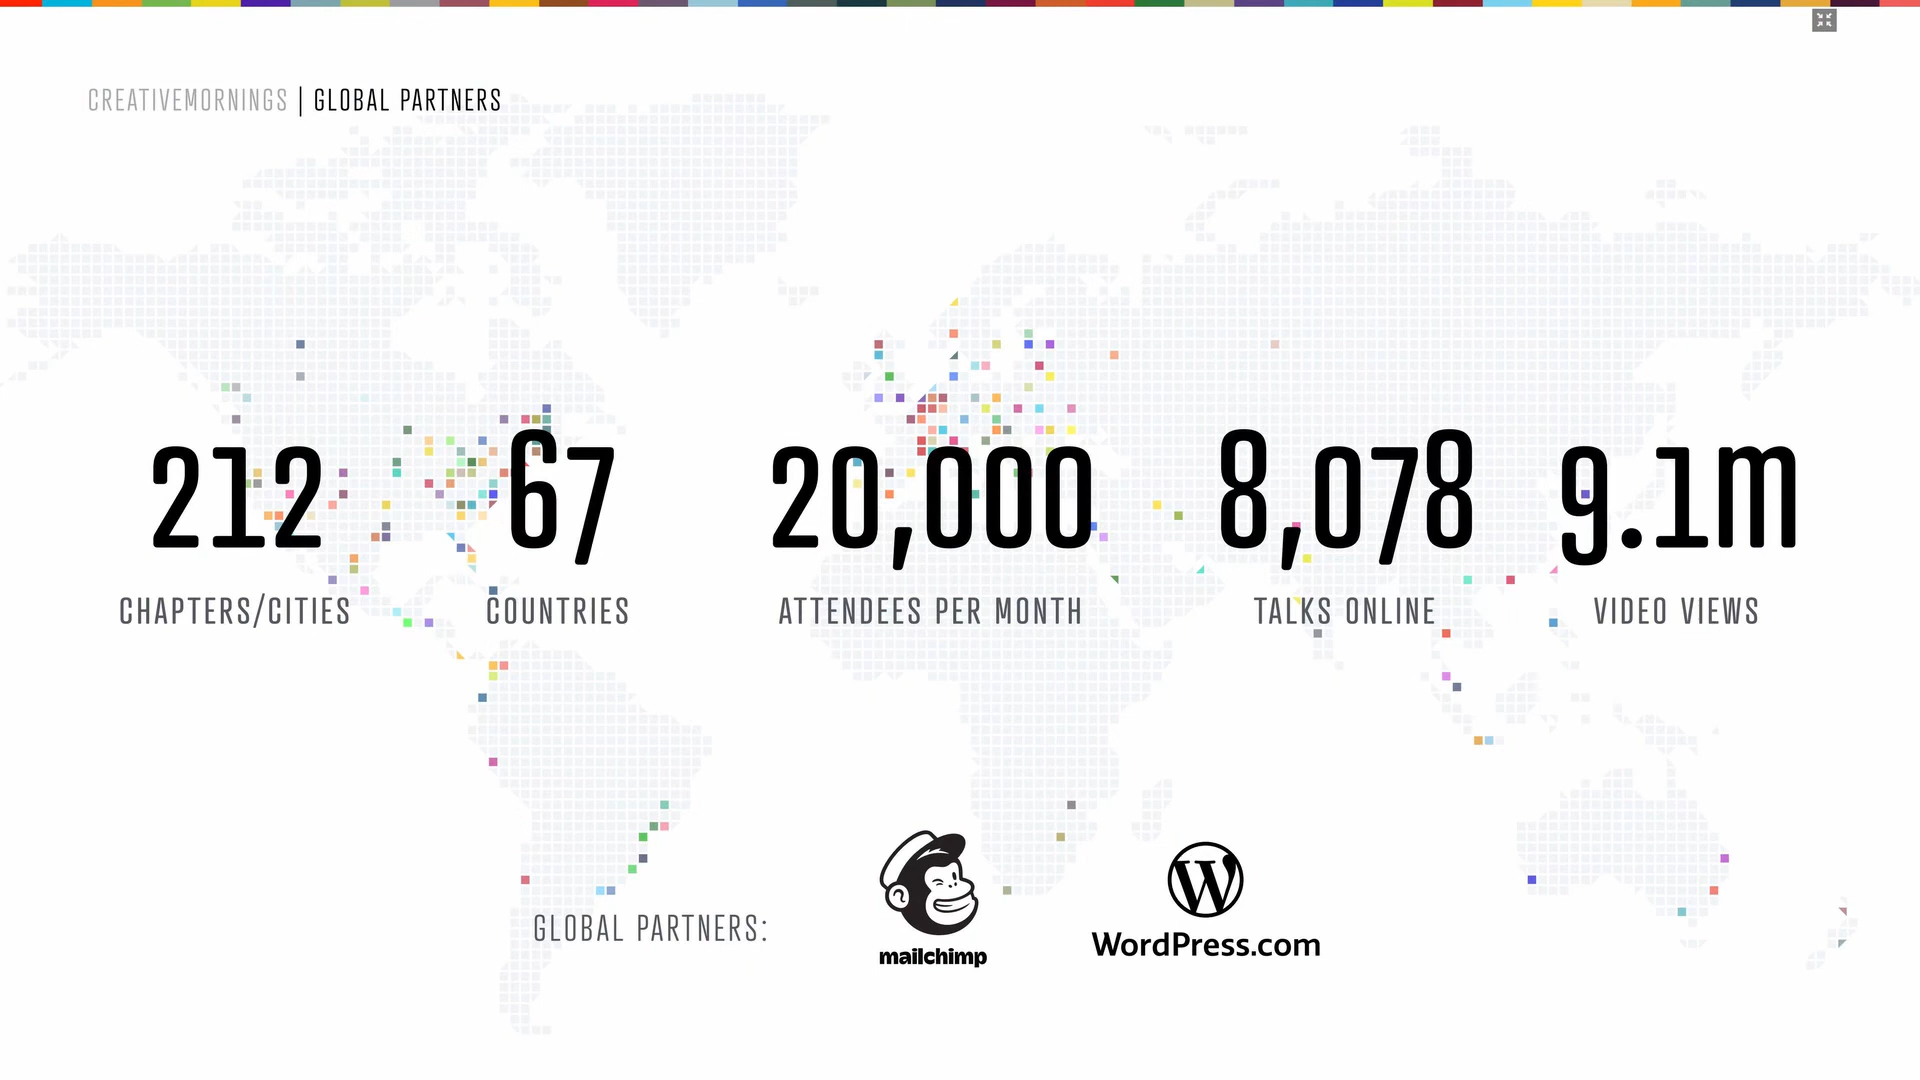 CREATIVEMORNINGS | GLOBAL PARTNERS
212 67 20,000 8,078 9.1m
CHAPTERS/CITIES COUNTRIES ATTENDEES PER MONTH TALKS ONLINE VIDEO VIEWS
GLOBAL PARTNERS:
mailchimp
WordPress.com